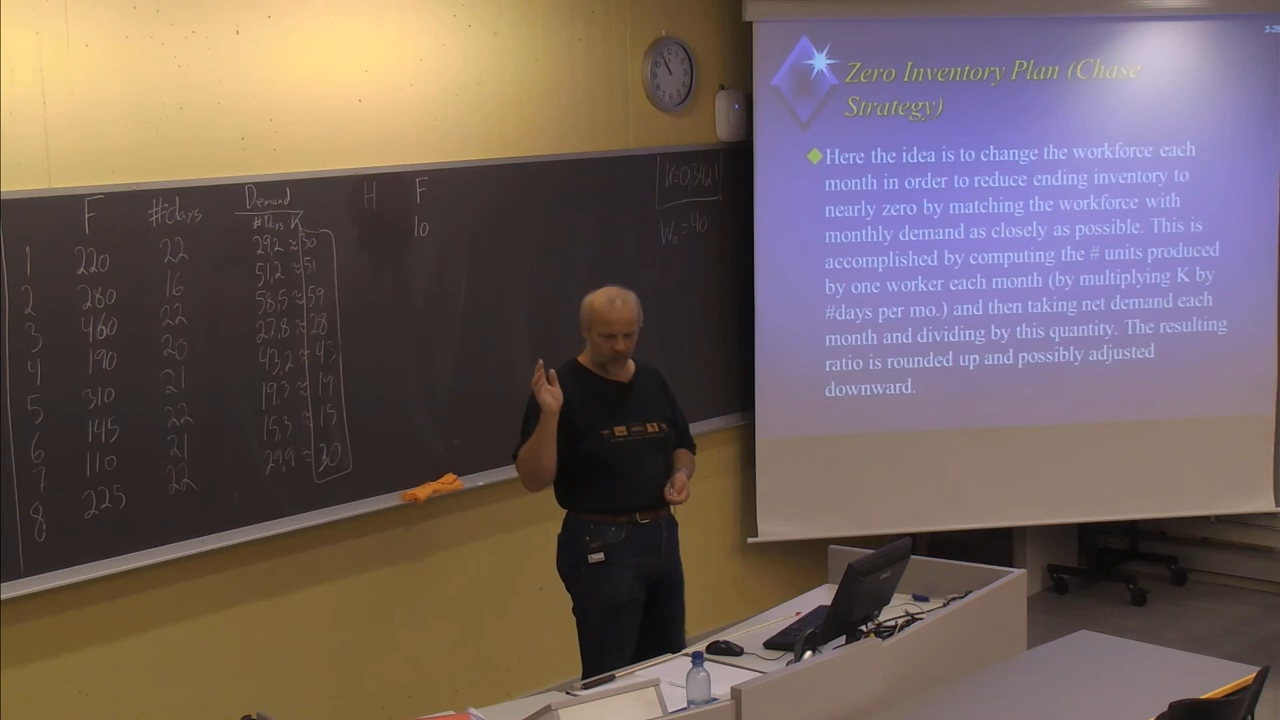 F #days Demand H F
#Days·K 10
1 220 22 29,2 ≈ 30
2 280 16 51,2 ≈ 51
3 460 22 58,5 ≈ 59
4 190 20 27,8 ≈ 28
5 310 21 43,2 ≈ 43
6 145 22 19,3 ≈ 19
7 110 21 15,3 ≈ 15
8 225 22 29,9 ≈ 30
K=0,3421
W₀=40
Zero Inventory Plan (Chase
Strategy)
Here the idea is to change the workforce each
month in order to reduce ending inventory to
nearly zero by matching the workforce with
monthly demand as closely as possible. This is
accomplished by computing the # units produced
by one worker each month (by multiplying K by
#days per mo.) and then taking net demand each
month and dividing by this quantity. The resulting
ratio is rounded up and possibly adjusted
downward.